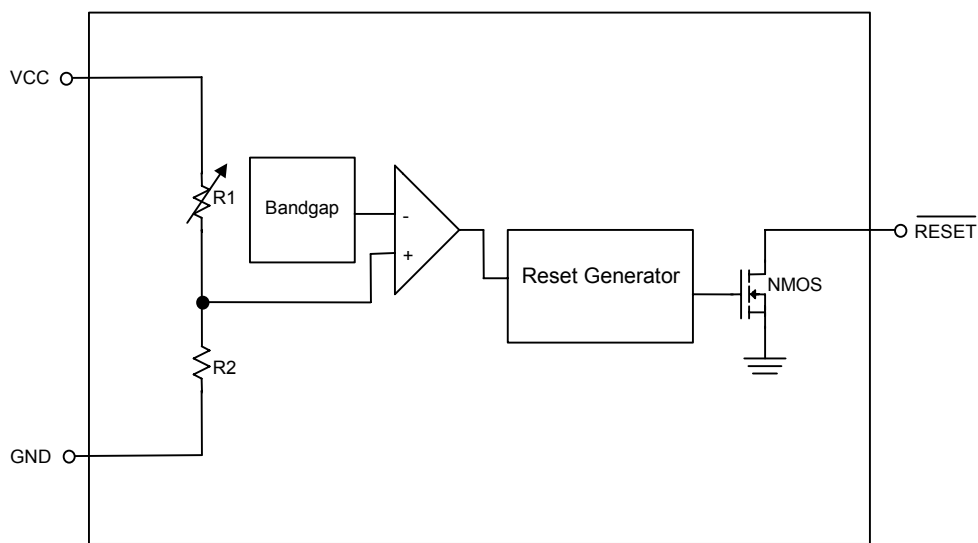 VCC
R1
Bandgap
-
+
RESET
Reset Generator
NMOS
R2
GND